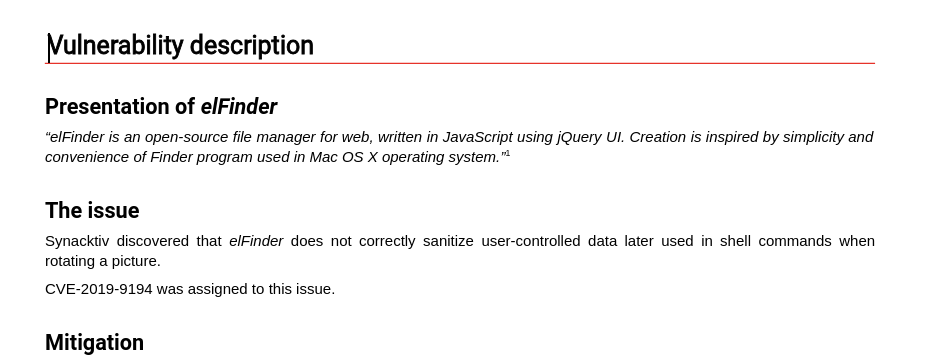 Vulnerability description
Presentation of elFinder
“elFinder is an open-source file manager for web, written in JavaScript using jQuery UI. Creation is inspired by simplicity and
convenience of Finder program used in Mac OS X operating system.”1
The issue
Synacktiv discovered that elFinder does not correctly sanitize user-controlled data later used in shell commands when
rotating a picture.
CVE-2019-9194 was assigned to this issue.
Mitigation